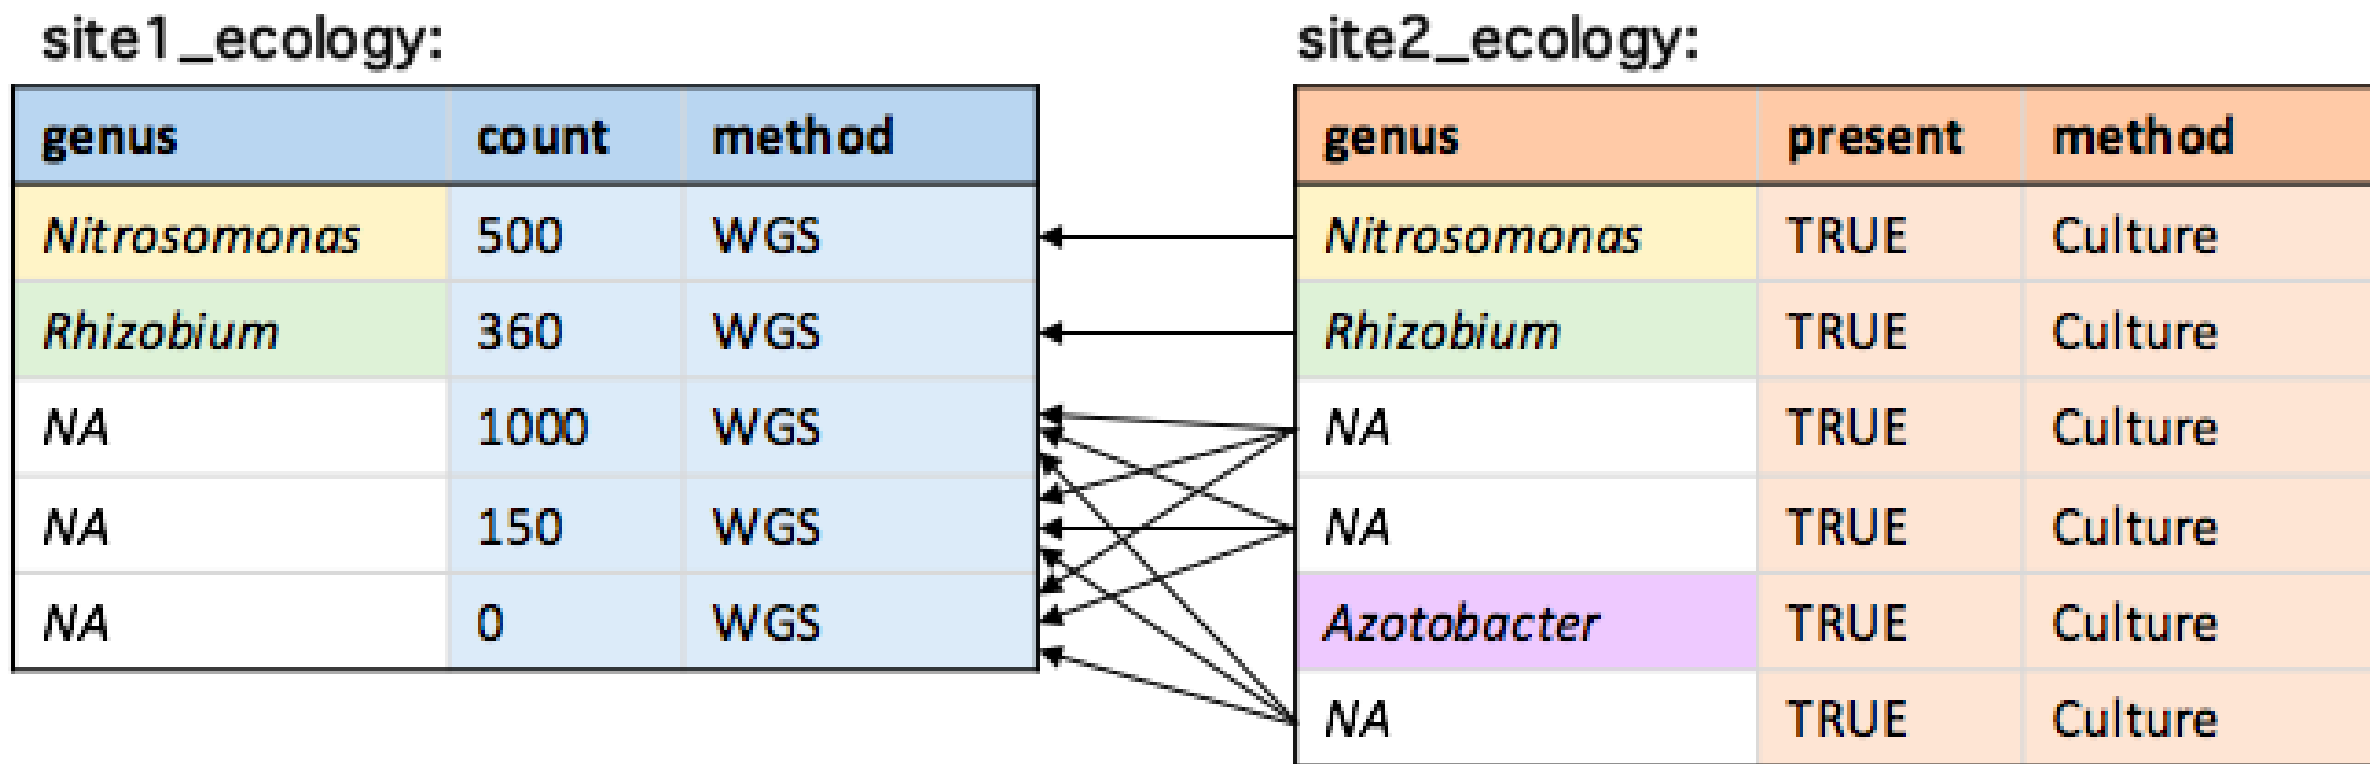 site1_ecology:
genus count method
Nitrosomonas 500 WGS
Rhizobium 360 WGS
NA 1000 WGS
NA 150 WGS
NA 0 WGS
site2_ecology:
genus present method
Nitrosomonas TRUE Culture
Rhizobium TRUE Culture
NA TRUE Culture
NA TRUE Culture
Azotobacter TRUE Culture
NA TRUE Culture